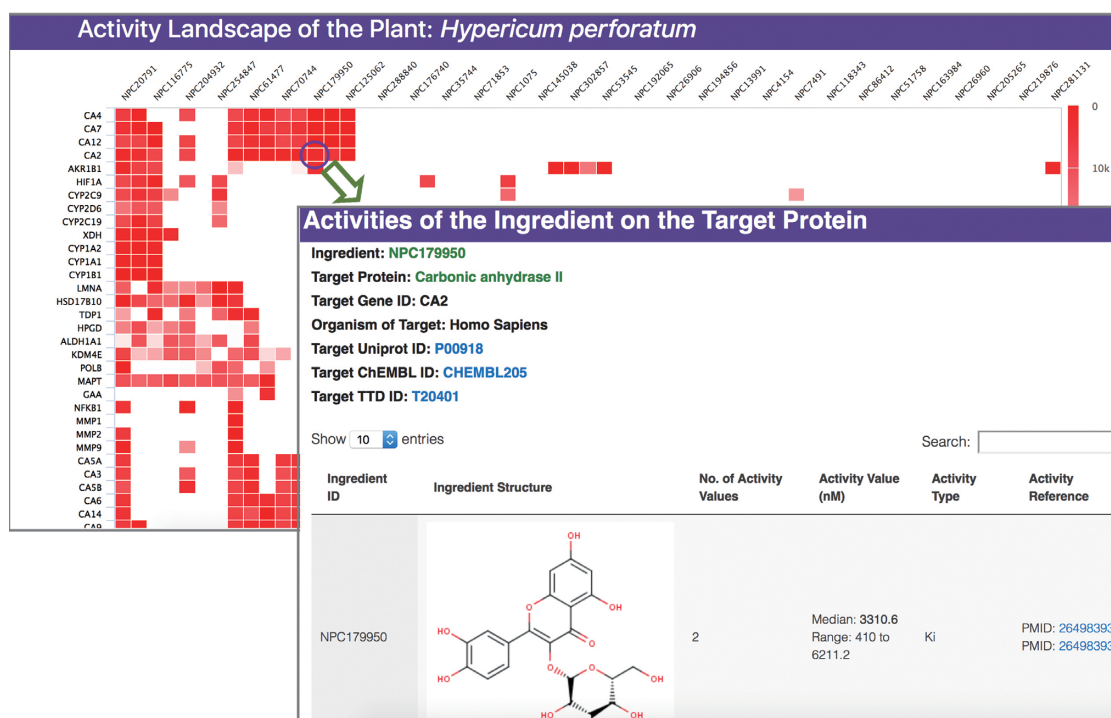 Activity Landscape of the Plant: Hypericum perforatum
NPC20791
NPC116775
NPC204932
NPC254847
NPC61477
NPC70744
NPC179950
NPC125062
NPC288840
NPC176740
NPC35744
NPC71853
NPC1075
NPC145038
NPC302857
NPC53545
NPC192065
NPC26906
NPC194856
NPC13991
NPC4154
NPC7491
NPC118343
NPC86412
NPC51758
NPC163984
NPC26960
NPC205265
NPC219876
NPC281131
0
10k
CA4
CA7
CA12
CA2
AKR1B1
HIF1A
CYP2C9
CYP2D6
CYP2C19
XDH
CYP1A2
CYP1A1
CYP1B1
LMNA
HSD17B10
TDP1
HPGD
ALDH1A1
KDM4E
POLB
MAPT
GAA
NFKB1
MMP1
MMP2
MMP9
CA5A
CA3
CA5B
CA6
CA14
CA9
Activities of the Ingredient on the Target Protein
Ingredient: NPC179950
Target Protein: Carbonic anhydrase II
Target Gene ID: CA2
Organism of Target: Homo Sapiens
Target Uniprot ID: P00918
Target ChEMBL ID: CHEMBL205
Target TTD ID: T20401
Show 10 entries
Search:
Ingredient ID
Ingredient Structure
No. of Activity Values
Activity Value (nM)
Activity Type
Activity Reference
NPC179950
OH
O
OH
O
HO
HO
O
O
OH
HO
OH
2
Median: 3310.6
Range: 410 to
6211.2
Ki
PMID: 26498393
PMID: 26498393